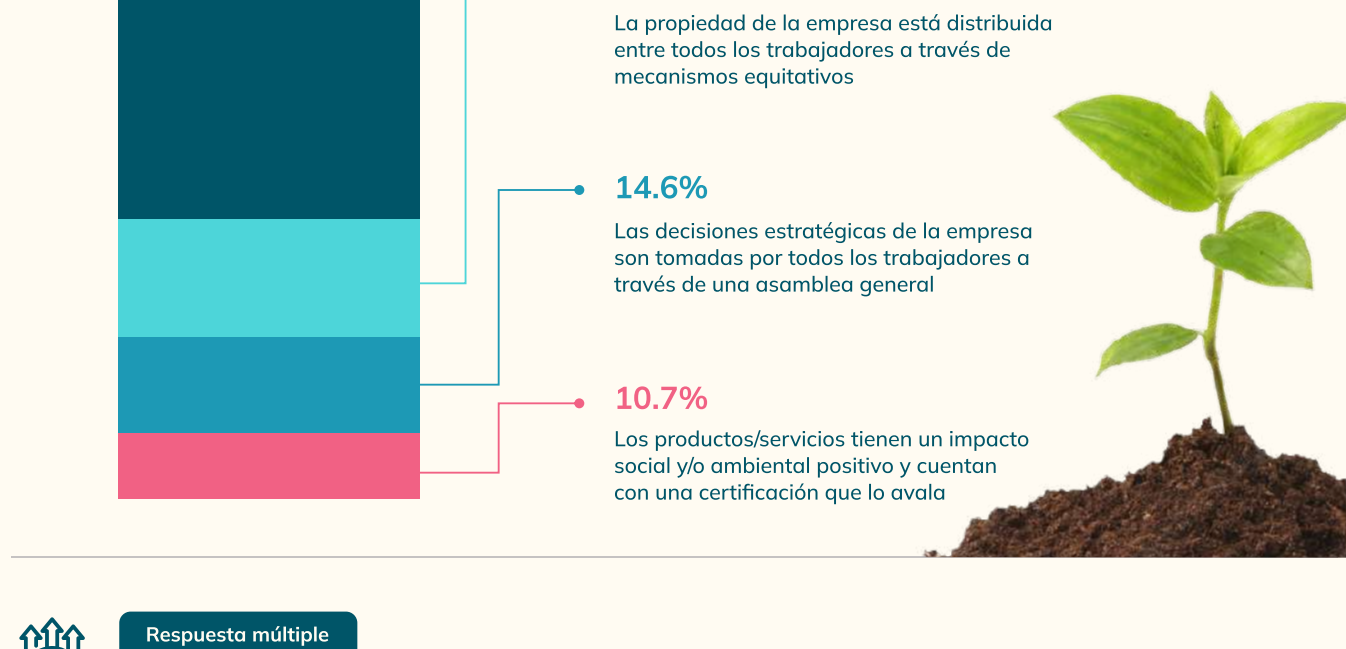 La propiedad de la empresa está distribuida
entre todos los trabajadores a través de
mecanismos equitativos
14.6%
Las decisiones estratégicas de la empresa
son tomadas por todos los trabajadores a
través de una asamblea general
10.7%
Los productos/servicios tienen un impacto
social y/o ambiental positivo y cuentan
con una certificación que lo avala
Respuesta múltiple